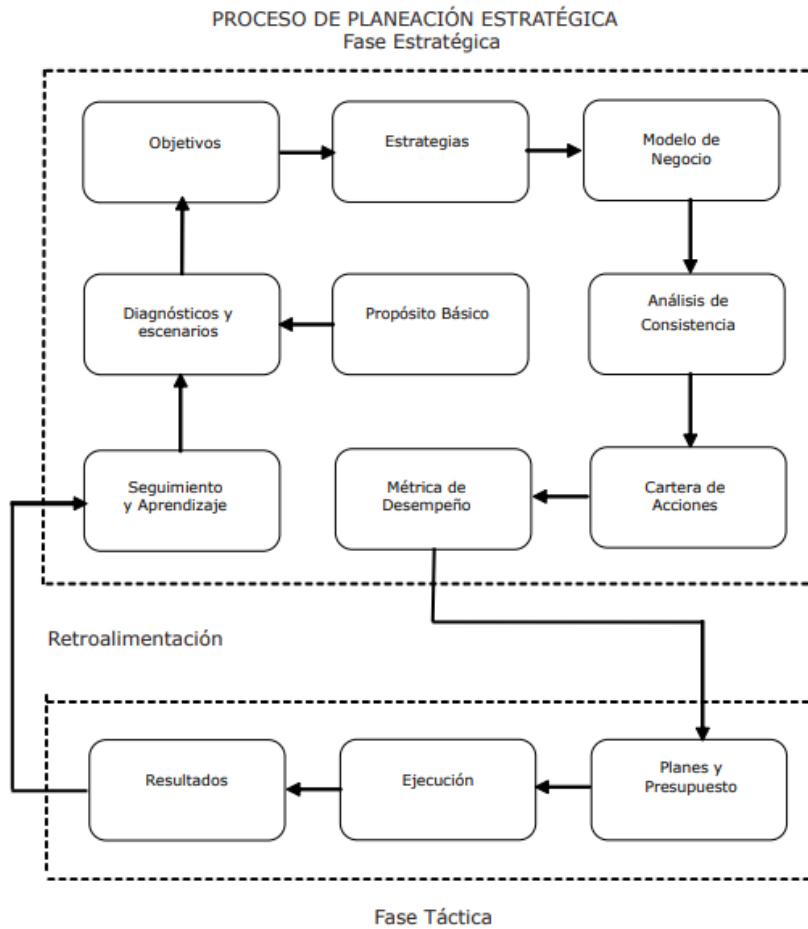 PROCESO DE PLANEACIÓN ESTRATÉGICA
Fase Estratégica
Objetivos
Estrategias
Modelo de
Negocio
Diagnósticos y
escenarios
Propósito Básico
Análisis de
Consistencia
Seguimiento
y Aprendizaje
Métrica de
Desempeño
Cartera de
Acciones
Retroalimentación
Resultados
Ejecución
Planes y
Presupuesto
Fase Táctica